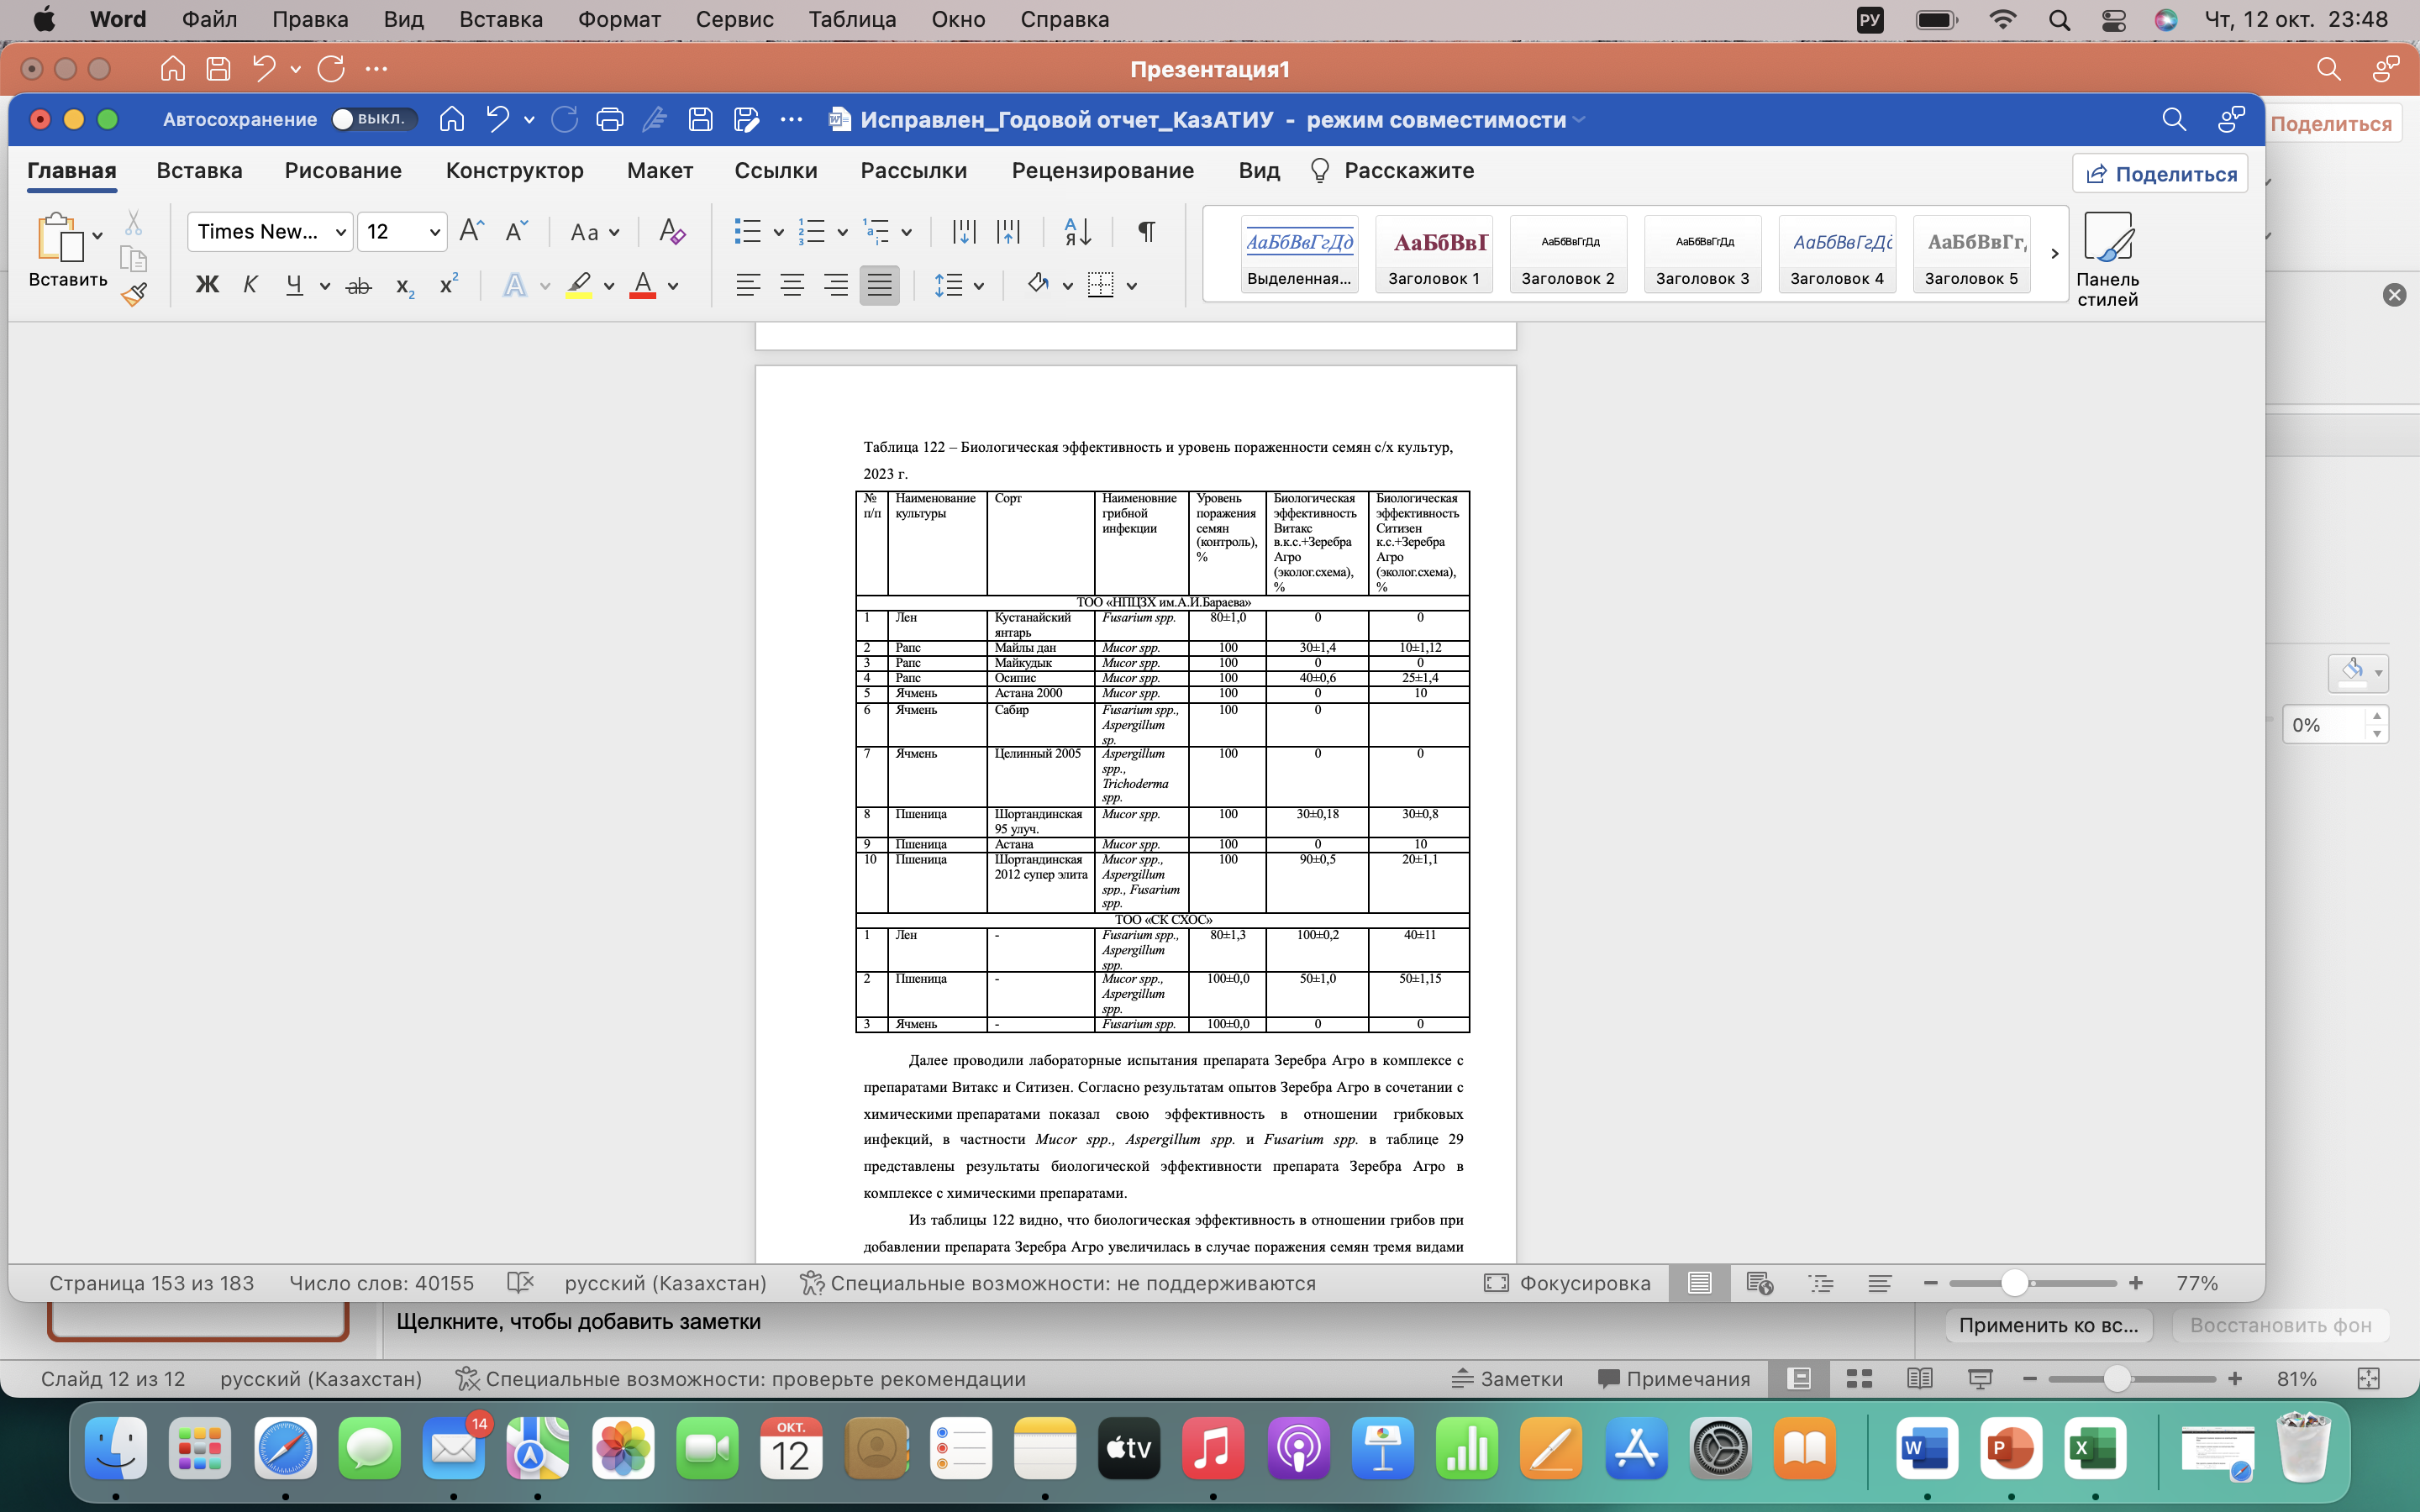 Word Файл Правка Вид Вставка Формат Сервис Таблица Окно Справка РУ Чт, 12 окт. 23:48
Презентация1
Автосохранение ВЫКЛ. Исправлен_Годовой отчет_КазАТИУ - режим совместимости
Поделиться
Главная Вставка Рисование Конструктор Макет Ссылки Рассылки Рецензирование Вид Расскажите Поделиться
Вставить Times New... 12
АаБбВвГгДд АаБбВвГ АаБбВвГгДд АаБбВвГгДд АаБбВвГгДд АаБбВвГг,
Выделенная... Заголовок 1 Заголовок 2 Заголовок 3 Заголовок 4 Заголовок 5
Панель
стилей
0%
Таблица 122 – Биологическая эффективность и уровень пораженности семян с/х культур,
2023 г.
№ Наименование Сорт Наименовние Уровень Биологическая Биологическая
п/п культуры грибной поражения эффективность эффективность
инфекции семян Витакс Ситизен
(контроль), в.к.с.+Зеребра к.с.+Зеребра
% Агро Агро
(эколог.схема), (эколог.схема),
% %
ТОО «НПЦЗХ им.А.И.Бараева»
1 Лен Кустанайский Fusarium spp. 80±1,0 0 0
янтарь
2 Рапс Майлы дан Mucor spp. 100 30±1,4 10±1,12
3 Рапс Майкудык Mucor spp. 100 0 0
4 Рапс Осипис Mucor spp. 100 40±0,6 25±1,4
5 Ячмень Астана 2000 Mucor spp. 100 0 10
6 Ячмень Сабир Fusarium spp., 100 0
Aspergillum
sp.
7 Ячмень Целинный 2005 Aspergillum 100 0 0
spp.,
Trichoderma
spp.
8 Пшеница Шортандинская Mucor spp. 100 30±0,18 30±0,8
95 улуч.
9 Пшеница Астана Mucor spp. 100 0 10
10 Пшеница Шортандинская Mucor spp., 100 90±0,5 20±1,1
2012 супер элита Aspergillum
spp., Fusarium
spp.
ТОО «СК СХОС»
1 Лен - Fusarium spp., 80±1,3 100±0,2 40±11
Aspergillum
spp.
2 Пшеница - Mucor spp., 100±0,0 50±1,0 50±1,15
Aspergillum
spp.
3 Ячмень - Fusarium spp. 100±0,0 0 0
Далее проводили лабораторные испытания препарата Зеребра Агро в комплексе с
препаратами Витакс и Ситизен. Согласно результатам опытов Зеребра Агро в сочетании с
химическими препаратами показал свою эффективность в отношении грибковых
инфекций, в частности Mucor spp., Aspergillum spp. и Fusarium spp. в таблице 29
представлены результаты биологической эффективности препарата Зеребра Агро в
комплексе с химическими препаратами.
Из таблицы 122 видно, что биологическая эффективность в отношении грибов при
добавлении препарата Зеребра Агро увеличилась в случае поражения семян тремя видами
Страница 153 из 183 Число слов: 40155 русский (Казахстан) Специальные возможности: не поддерживаются Фокусировка 77%
Щелкните, чтобы добавить заметки Применить ко вс... Восстановить фон
Слайд 12 из 12 русский (Казахстан) Специальные возможности: проверьте рекомендации Заметки Примечания 81%
14
ОКТ.
12
tv
W P X